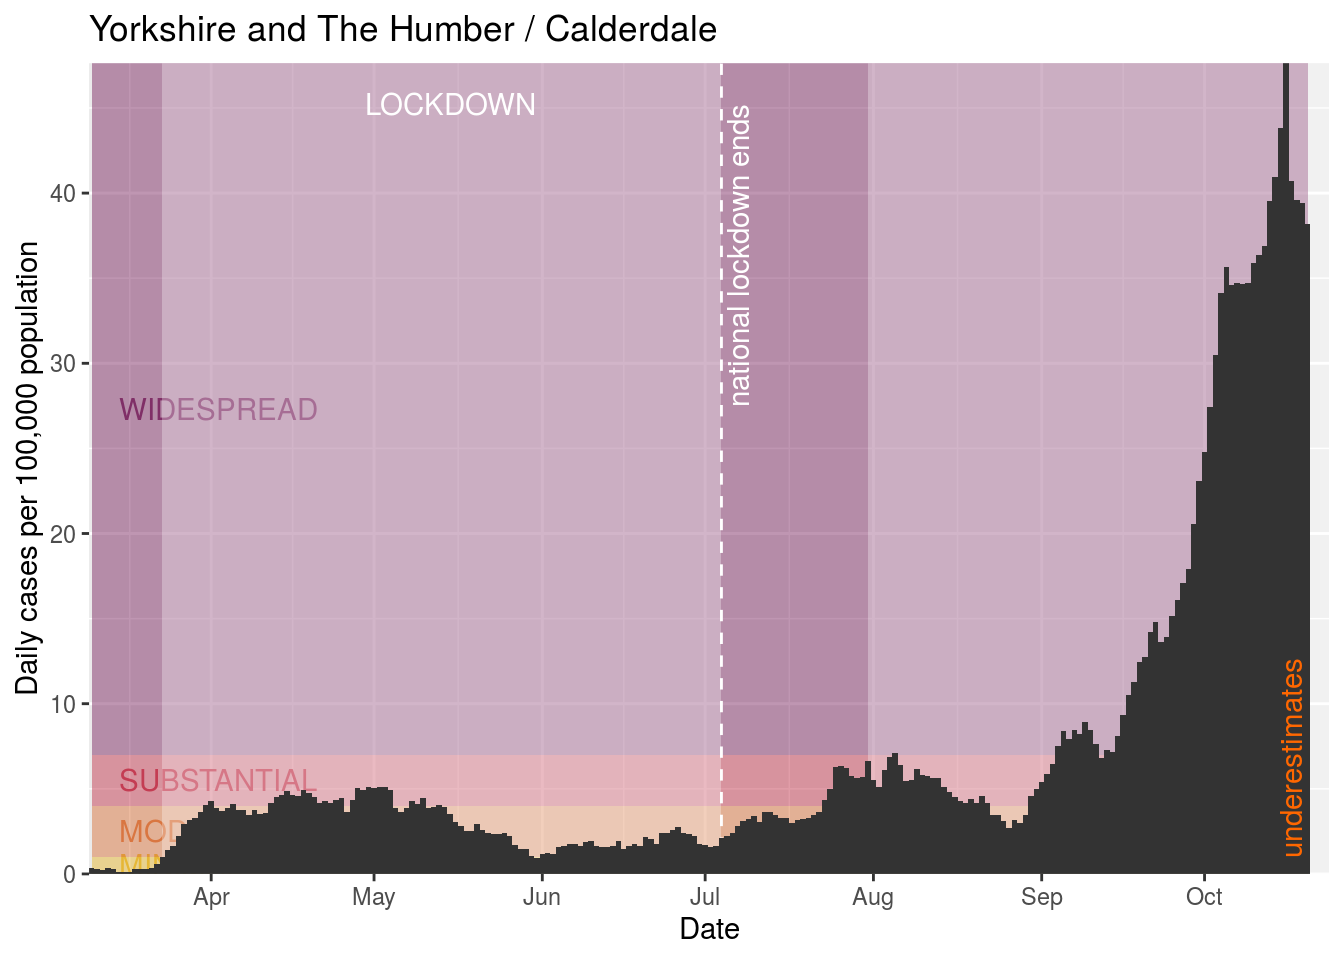 Yorkshire and The Humber / Calderdale
LOCKDOWN
national lockdown ends
WIDESPREAD
SUBSTANTIAL
underestimates
Daily cases per 100,000 population
40
30
20
10
0
Apr May Jun Jul Aug Sep Oct
Date